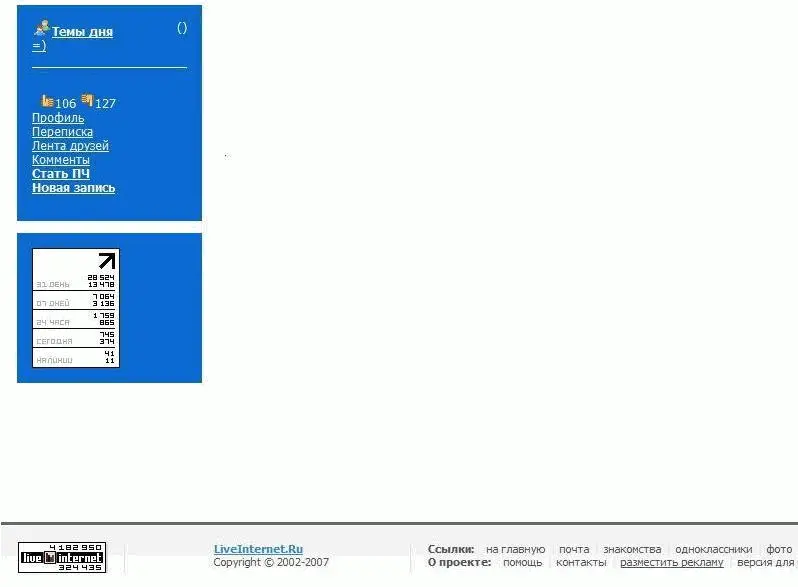 Темы дня ()
=)
106 127
Профиль
Переписка
Лента друзей
Комменты
Стать ПЧ
Новая запись
28 524
31 ДЕНЬ 13 478
7 064
07 ДНЕЙ 3 136
1 759
24 ЧАСА 865
745
СЕГОДНЯ 374
41
НА ЛИНИИ 11
4 182 950
live internet
324 435
LiveInternet.Ru
Copyright © 2002-2007
Ссылки: на главную почта знакомства одноклассники фото
О проекте: помощь контакты разместить рекламу версия для